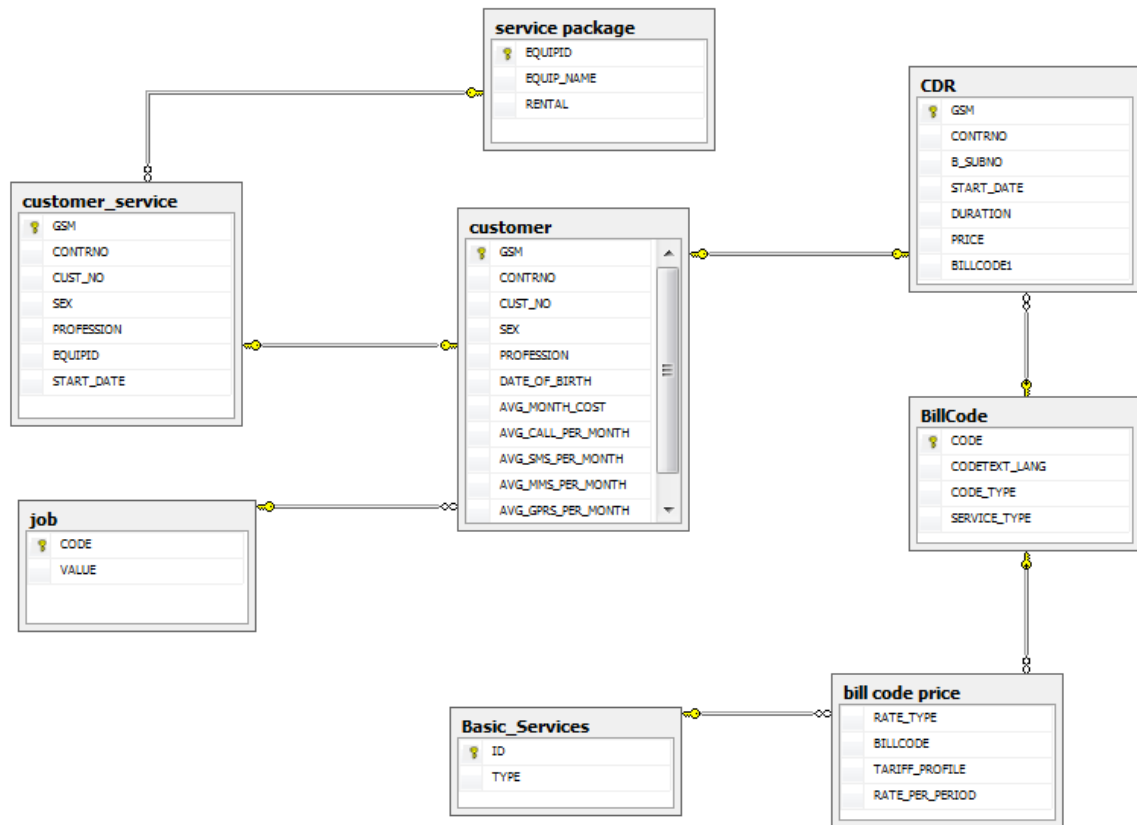 service package
EQUIPID
EQUIP_NAME
RENTAL
CDR
GSM
CONTRNO
B_SUBNO
START_DATE
DURATION
PRICE
BILLCODE1
customer_service
GSM
CONTRNO
CUST_NO
SEX
PROFESSION
EQUIPID
START_DATE
customer
GSM
CONTRNO
CUST_NO
SEX
PROFESSION
DATE_OF_BIRTH
AVG_MONTH_COST
AVG_CALL_PER_MONTH
AVG_SMS_PER_MONTH
AVG_MMS_PER_MONTH
AVG_GPRS_PER_MONTH
BillCode
CODE
CODETEXT_LANG
CODE_TYPE
SERVICE_TYPE
job
CODE
VALUE
bill code price
RATE_TYPE
BILLCODE
TARIFF_PROFILE
RATE_PER_PERIOD
Basic_Services
ID
TYPE